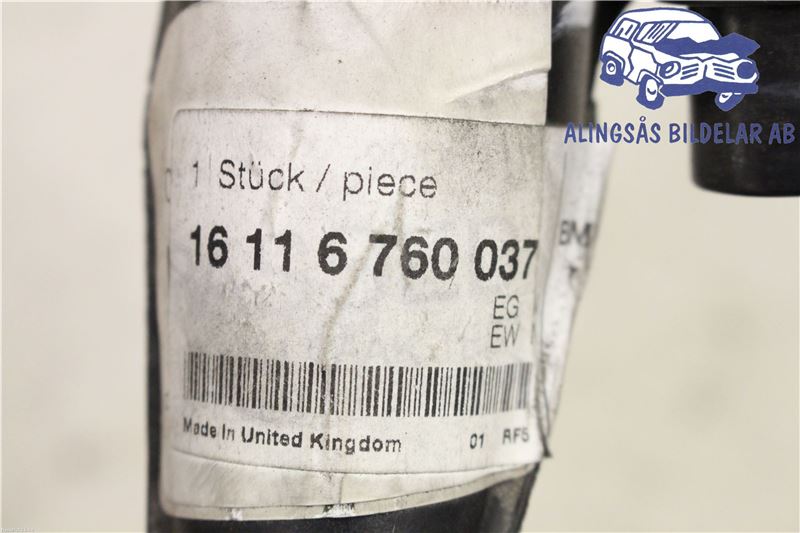 ALINGSÅS BILDELAR AB
1 Stück / piece
16 11 6 760 037
EG
EW
Made In United Kingdom 01 RFS